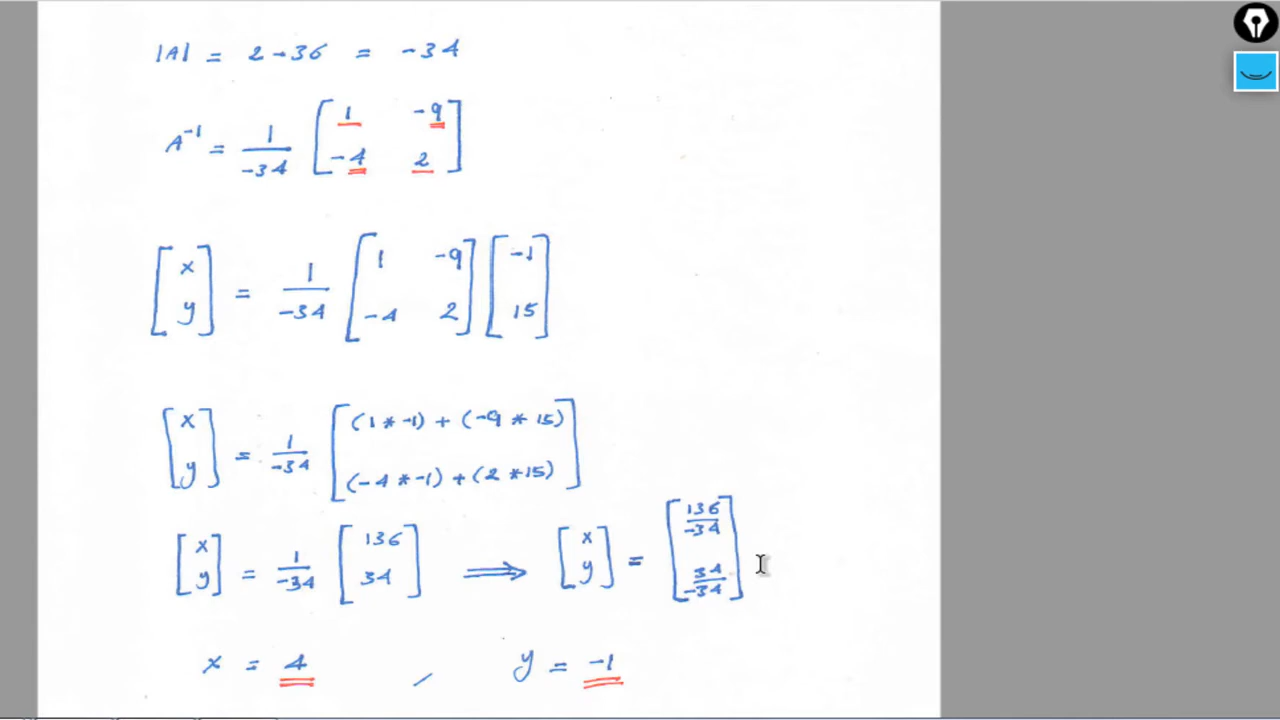 |A| = 2-36 = -34
A^-1 = 1/-34 [1 -9; -4 2]
[x; y] = 1/-34 [1 -9; -4 2] [-1; 15]
[x; y] = 1/-34 [(1 * -1) + (-9 * 15); (-4 * -1) + (2 * 15)]
[x; y] = 1/-34 [136; 34] ⟹ [x; y] = [136/-34; 34/-34]
x = 4 , y = -1